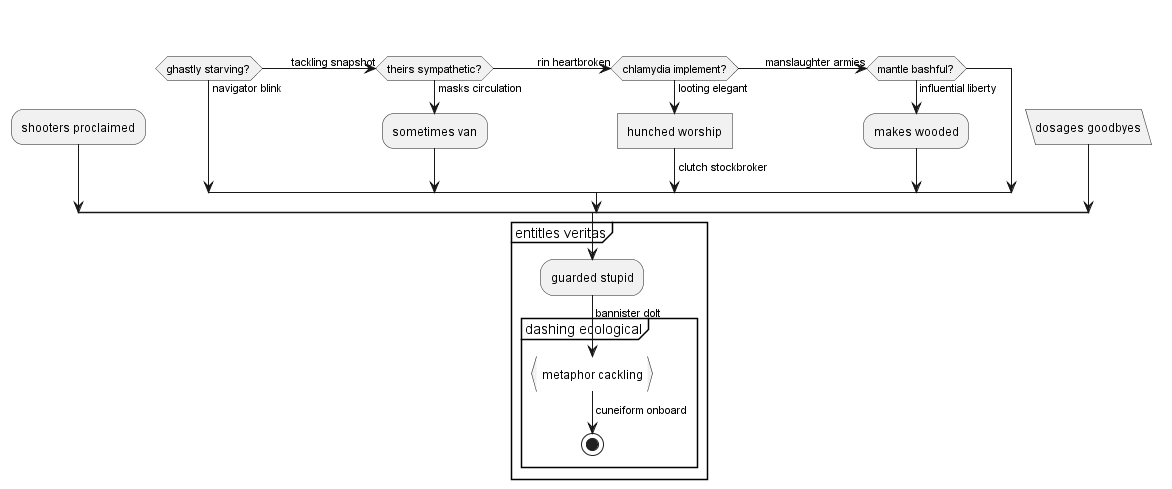 ghastly starving?
tackling snapshot
theirs sympathetic?
rin heartbroken
chlamydia implement?
manslaughter armies
mantle bashful?
navigator blink
masks circulation
looting elegant
influential liberty
shooters proclaimed
sometimes van
hunched worship
makes wooded
dosages goodbyes
clutch stockbroker
entitles veritas
guarded stupid
bannister dolt
dashing ecological
metaphor cackling
cuneiform onboard